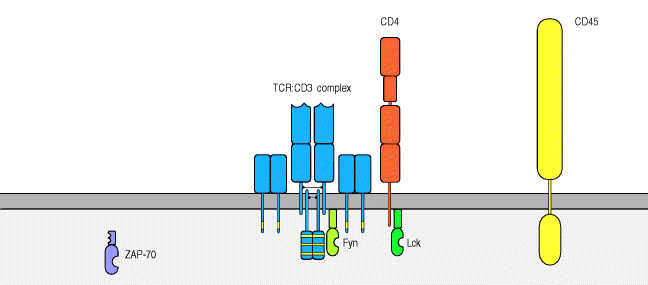 CD4
CD45
TCR:CD3 complex
Fyn
Lck
ZAP-70